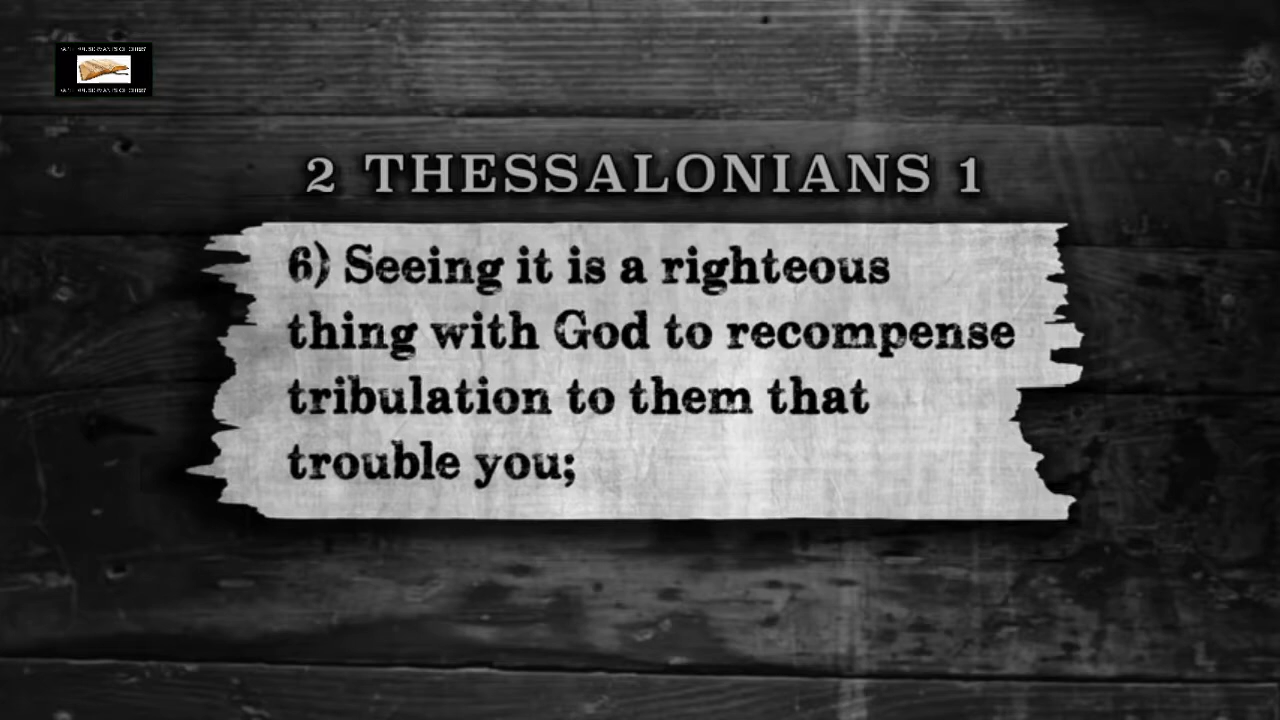 2 THESSALONIANS 1
6) Seeing it is a righteous
thing with God to recompense
tribulation to them that
trouble you;